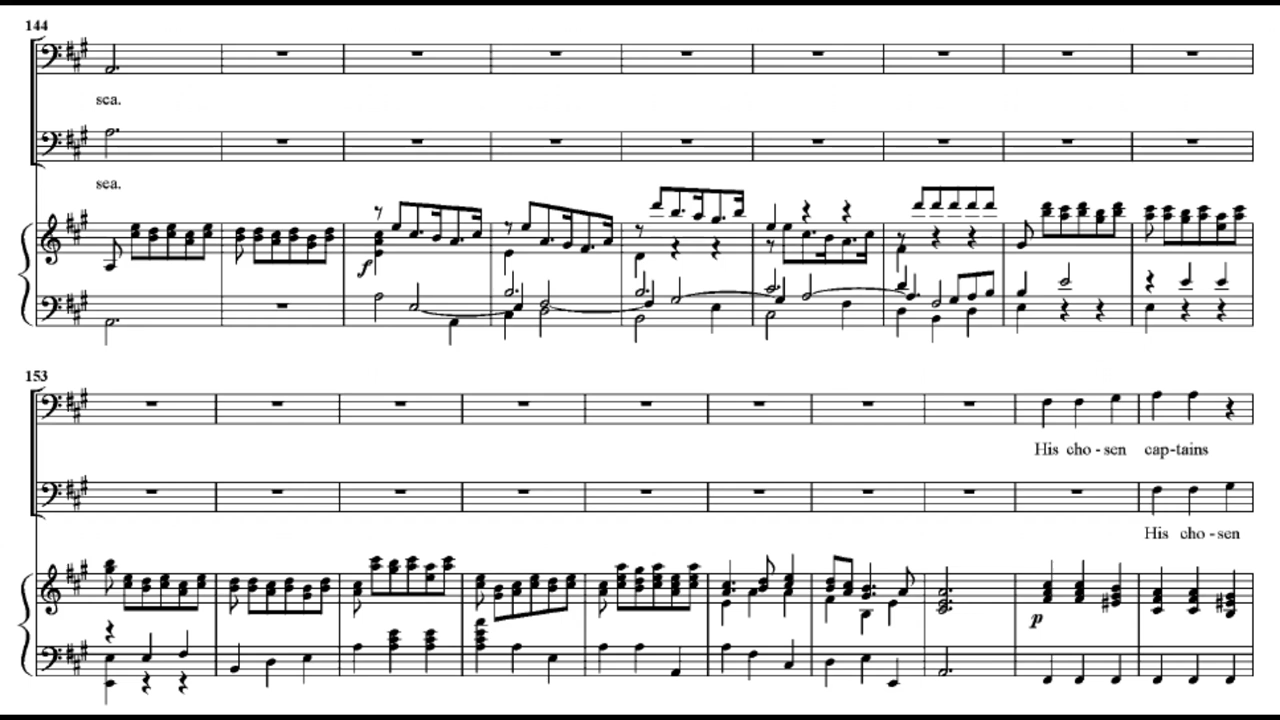 144
sea.
sea.
f
153
His cho - sen cap - tains
His cho - sen
p